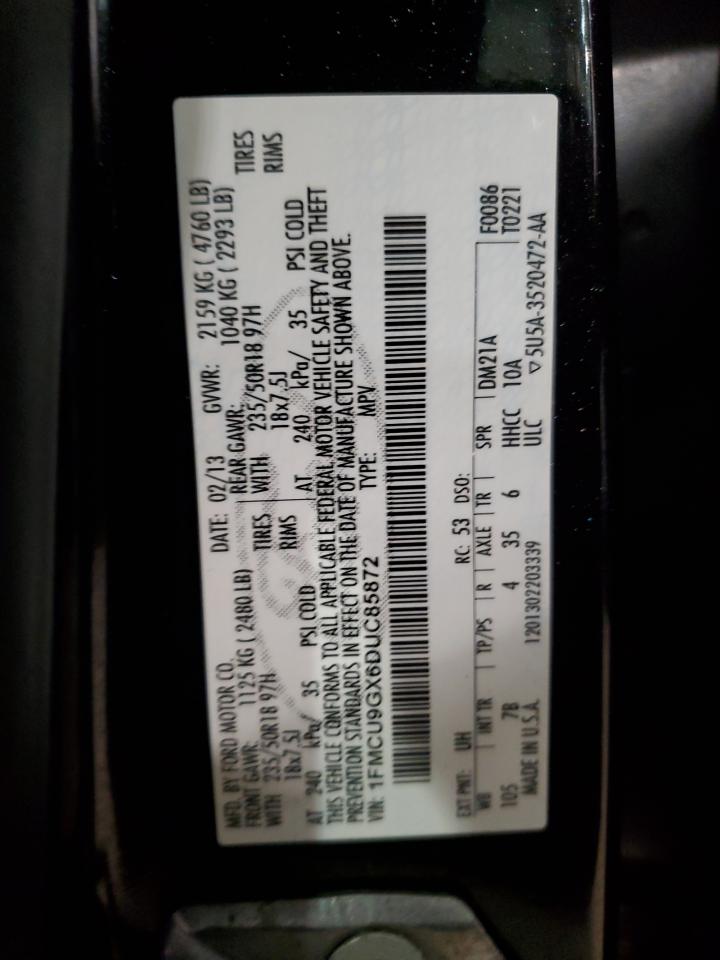 MFD. BY FORD MOTOR CO. DATE: 02/13 GVWR: 2159 KG ( 4760 LB)
FRONT GAWR: 1125 KG ( 2480 LB) REAR GAWR: 1040 KG ( 2293 LB)
WITH 235/50R18 97H TIRES WITH 235/50R18 97H TIRES
18x7.5J RIMS 18x7.5J RIMS
AT 240 kPa/ 35 PSI COLD AT 240 kPa/ 35 PSI COLD
THIS VEHICLE CONFORMS TO ALL APPLICABLE FEDERAL MOTOR VEHICLE SAFETY AND THEFT
PREVENTION STANDARDS IN EFFECT ON THE DATE OF MANUFACTURE SHOWN ABOVE.
VIN: 1FMCU9GX6DUC85872 TYPE: MPV
EXT PNT: UH RC: 53 DSO: F0086
WB INT TR TP/PS R AXLE TR SPR DM21A T0221
105 7B 4 35 6 HHCC 10A
MADE IN U.S.A. 1201302203339 ULC ▽5U5A-3520472-AA